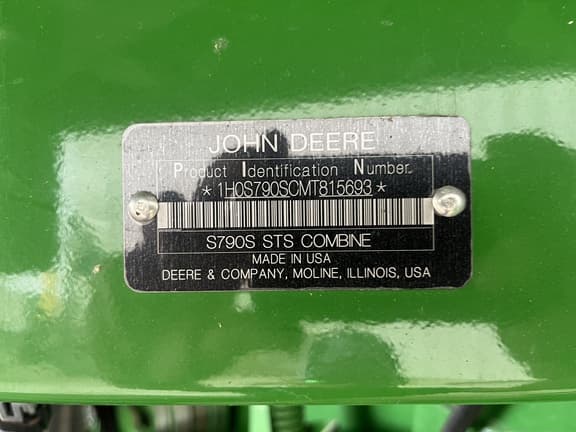 JOHN DEERE
Product Identification Number.
*1H0S790SCMT815693*
S790S STS COMBINE
MADE IN USA
DEERE & COMPANY, MOLINE, ILLINOIS, USA